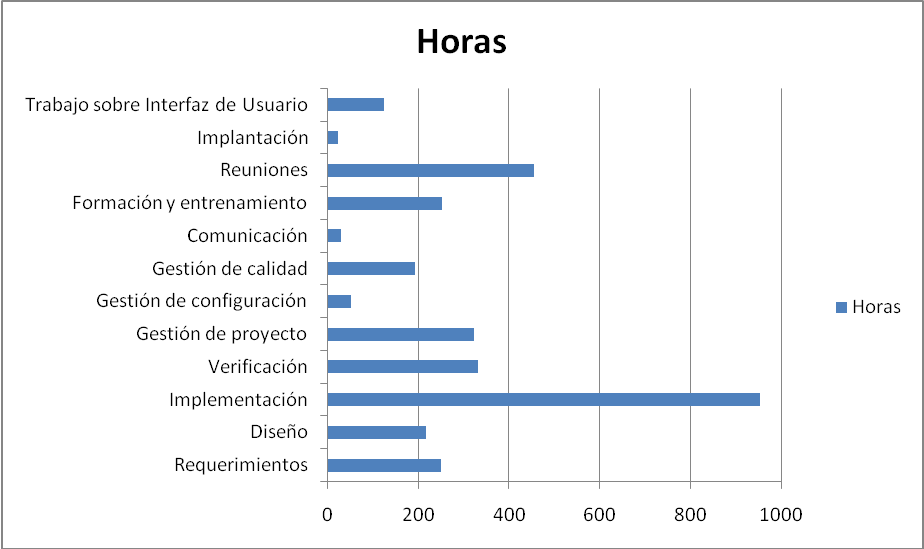 Horas
Trabajo sobre Interfaz de Usuario
Implantación
Reuniones
Formación y entrenamiento
Comunicación
Gestión de calidad
Gestión de configuración
Gestión de proyecto
Verificación
Implementación
Diseño
Requerimientos
0 200 400 600 800 1000
Horas